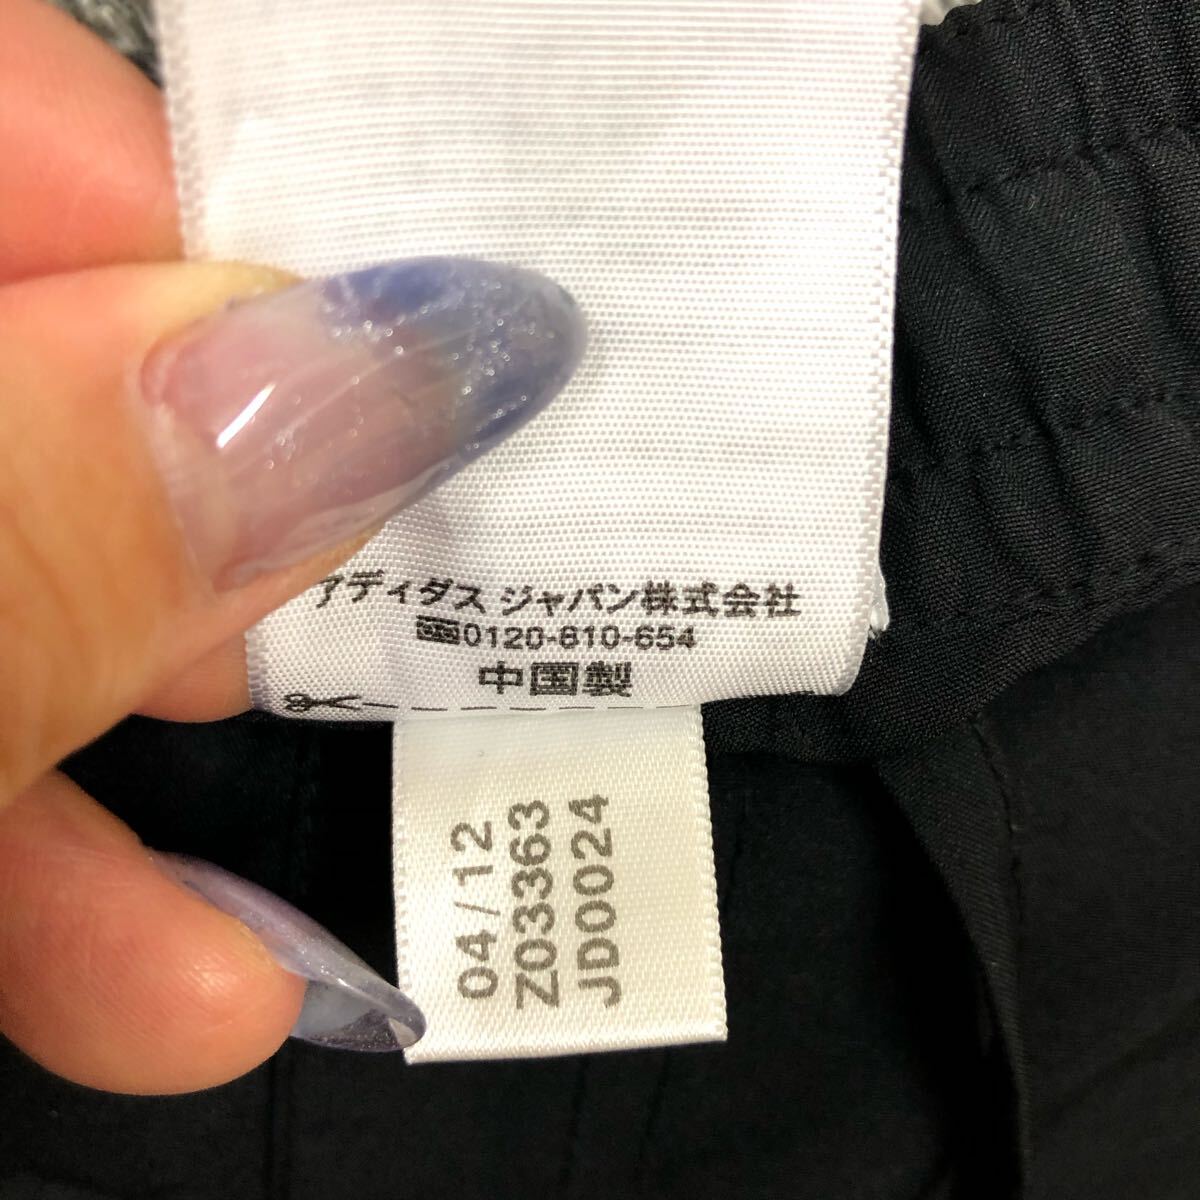 アディダス ジャパン株式会社
0120-810-654
中国製
04/12
Z03363
JD0024